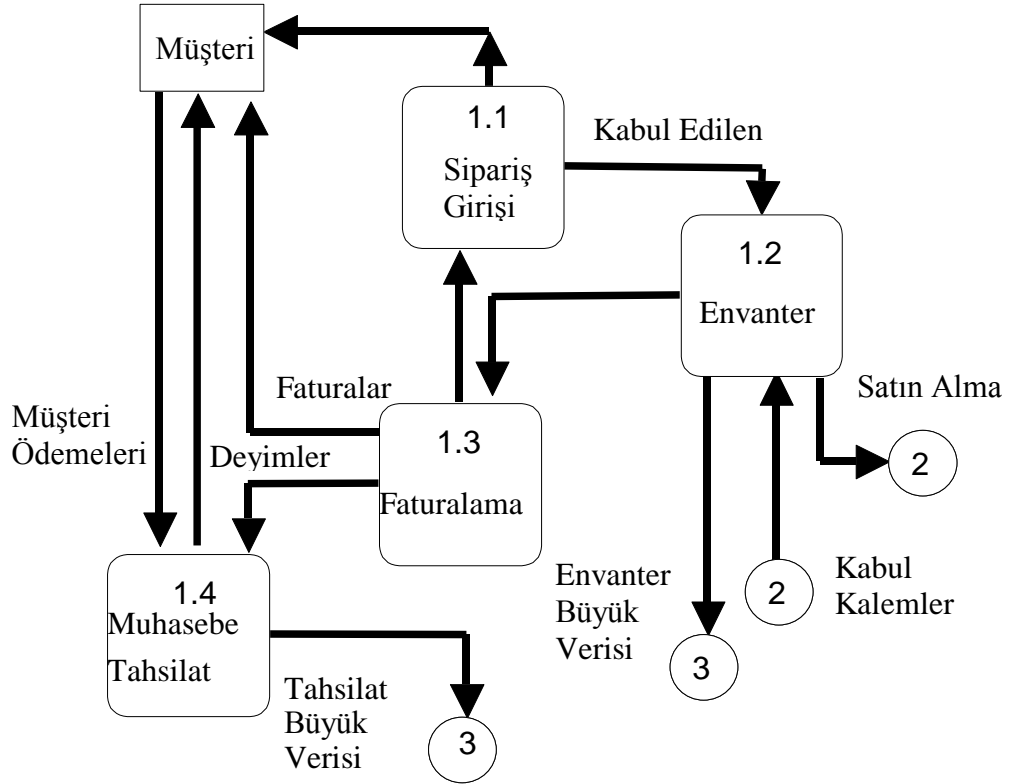 Müşteri
1.1
Sipariş
Girişi
Kabul Edilen
1.2
Envanter
Satın Alma
2
Faturalar
Müşteri
Ödemeleri
Deyimler
1.3
Faturalama
1.4
Muhasebe
Tahsilat
Envanter
Büyük
Verisi
2
Kabul
Kalemler
3
Tahsilat
Büyük
Verisi
3